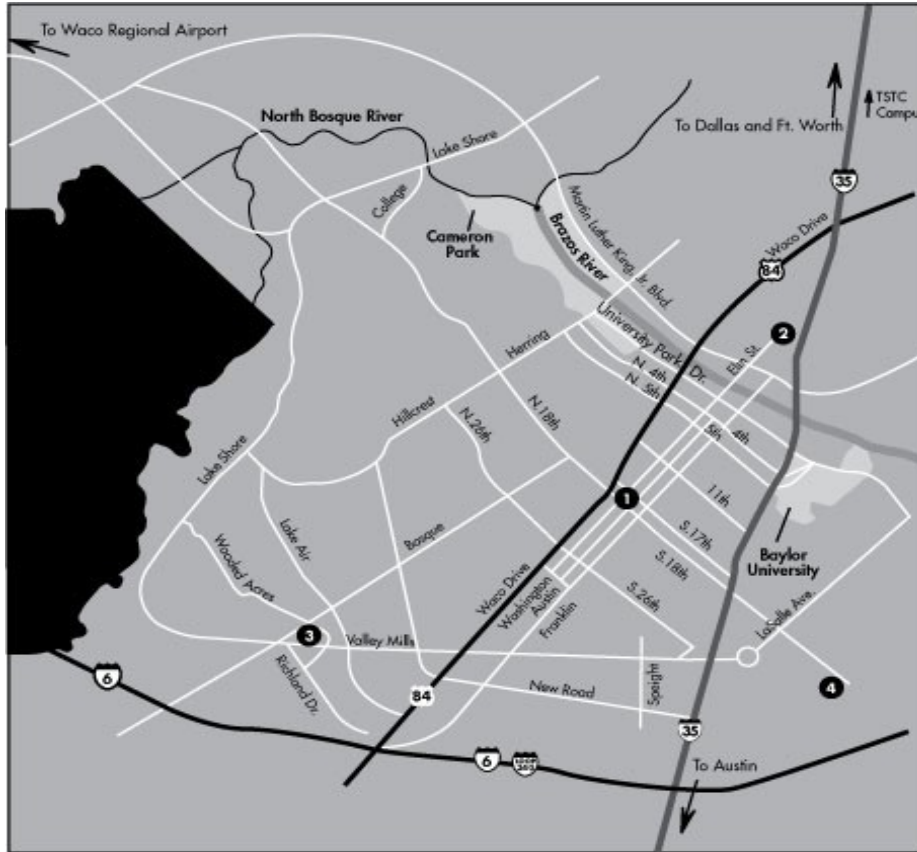 To Waco Regional Airport
TSTC
Campu
To Dallas and Ft. Worth
North Bosque River
Lake Shore
35
College
Martin Luther King, Jr. Blvd.
Cameron
Park
Brazos River
Waco Drive
84
University Park Dr.
2
Elm St.
Herring
N. 4th
N. 5th
Hillcrest
N.26th
N.18th
5th
4th
Lake Shore
1
11th
S.17th
S.18th
Baylor
University
Bosque
Lake Air
Wooded Acres
Waco Drive
Washington
Austin
Franklin
S.26th
LaSalle Ave.
3
Valley Mills
Richland Dr.
Speight
4
6
84
New Road
35
6
LOOP
340
To Austin